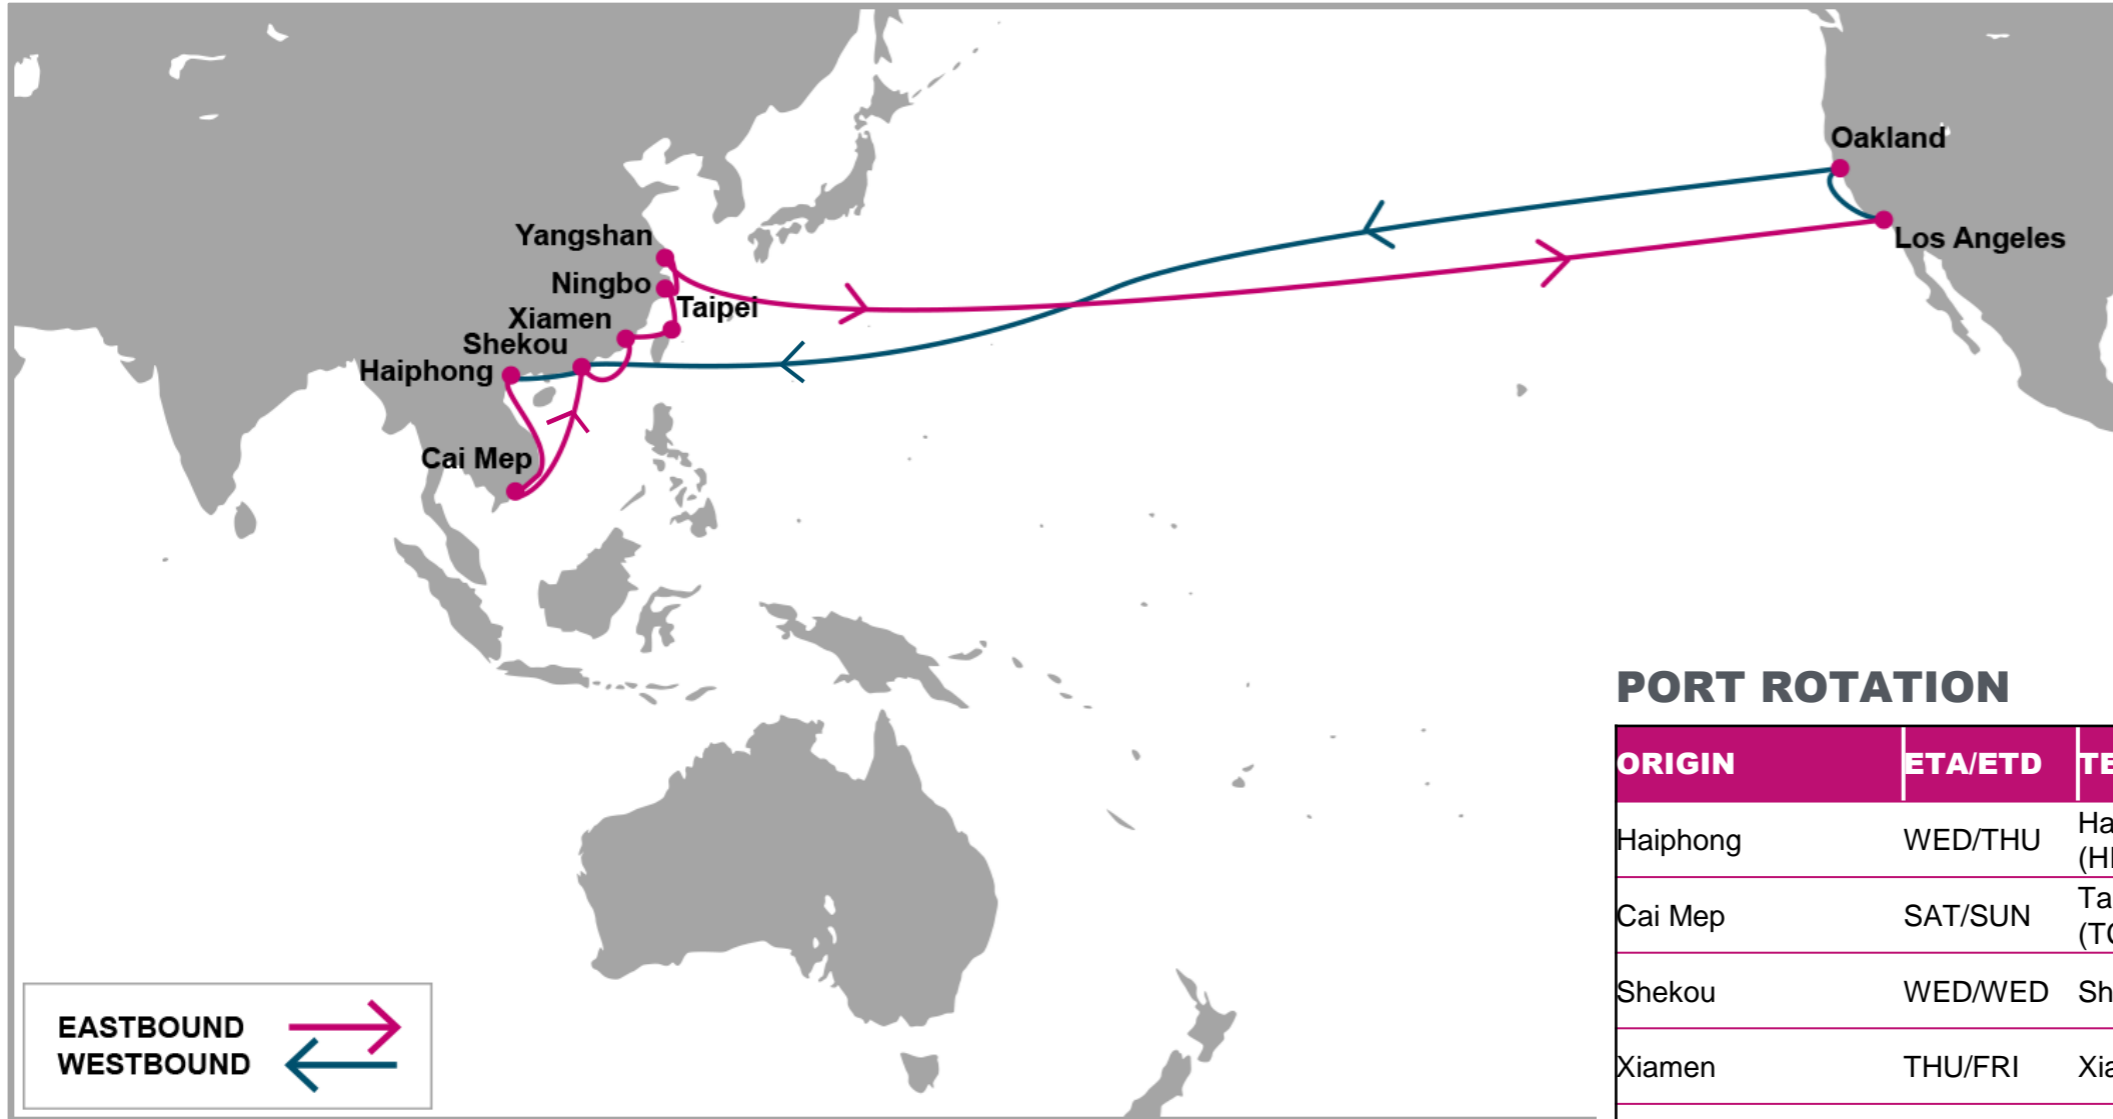 Oakland
Los Angeles
Yangshan
Ningbo
Taipei
Xiamen
Shekou
Haiphong
Cai Mep
EASTBOUND
WESTBOUND
PORT ROTATION
ORIGIN ETA/ETD
Haiphong WED/THU
Cai Mep SAT/SUN
Shekou WED/WED
Xiamen THU/FRI